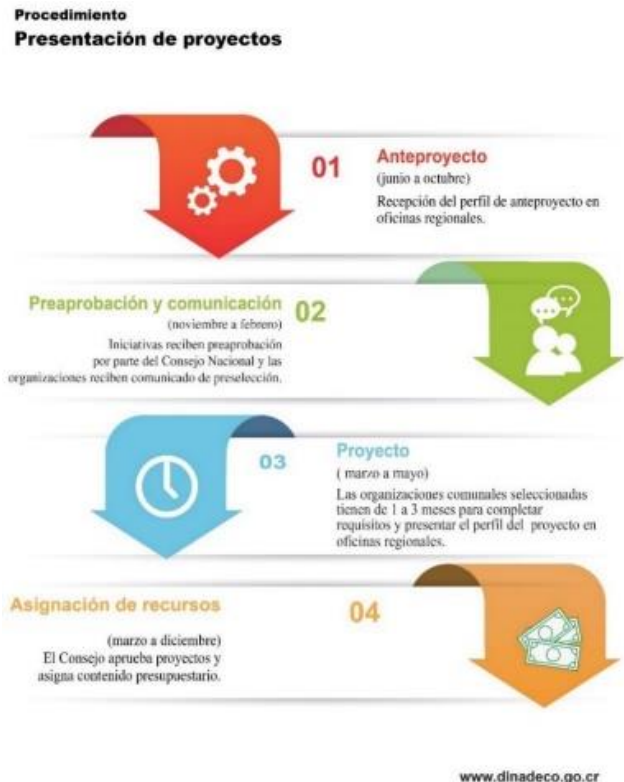 Procedimiento
Presentación de proyectos
01
Anteproyecto
(junio a octubre)
Recepción del perfil de anteproyecto en
oficinas regionales.
Preaprobación y comunicación
02
(noviembre a febrero)
Iniciativas reciben preaprobación
por parte del Consejo Nacional y las
organizaciones reciben comunicado de preselección.
03
Proyecto
( marzo a mayo)
Las organizaciones comunales seleccionadas
tienen de 1 a 3 meses para completar
requisitos y presentar el perfil del proyecto en
oficinas regionales.
Asignación de recursos
04
(marzo a diciembre)
El Consejo aprueba proyectos y
asigna contenido presupuestario.
www.dinadeco.go.cr